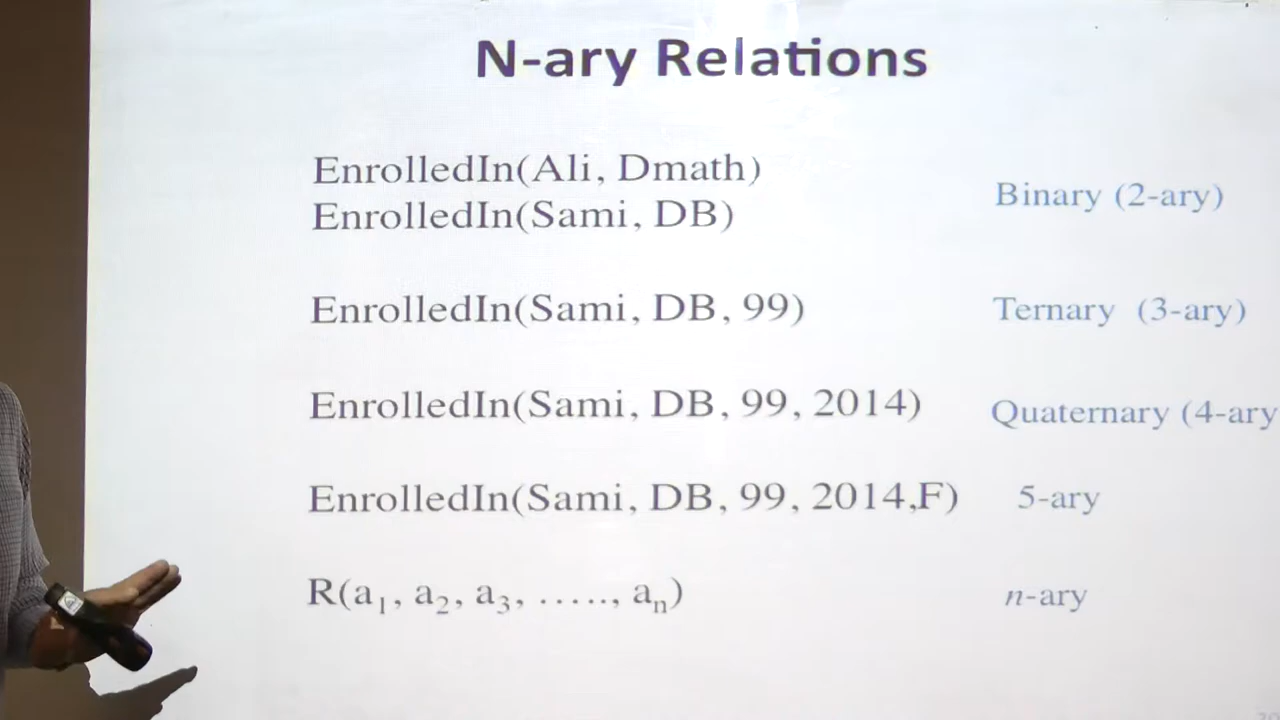 N-ary Relations
EnrolledIn(Ali, Dmath)
EnrolledIn(Sami, DB)
Binary (2-ary)
EnrolledIn(Sami, DB, 99)
Ternary (3-ary)
EnrolledIn(Sami, DB, 99, 2014)
Quaternary (4-ary
EnrolledIn(Sami, DB, 99, 2014,F)
5-ary
R(a₁, a₂, a₃, ....., aₙ)
n-ary